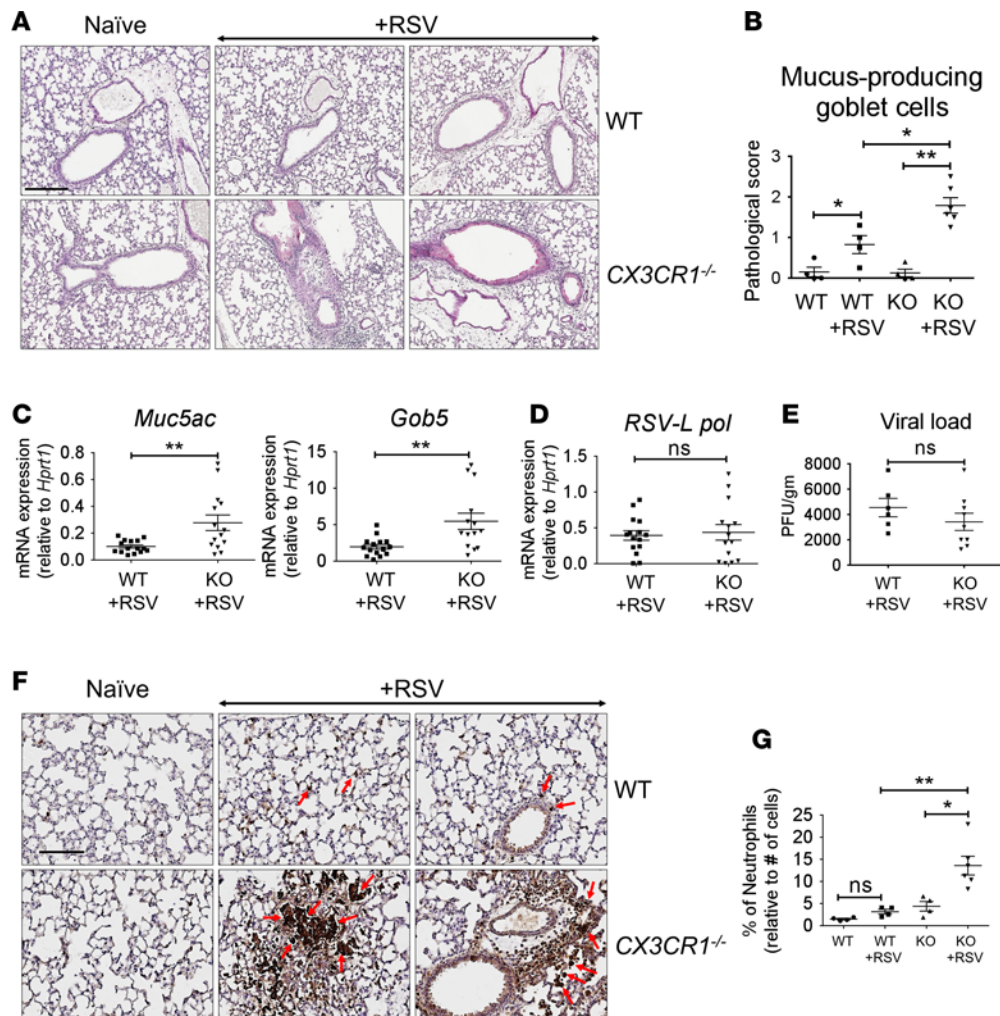 A
Naïve
+RSV
WT
CX3CR1-/-
B
Mucus-producing
goblet cells
*
**
*
Pathological score
3
2
1
0
WT
WT
+RSV
KO
KO
+RSV
C
Muc5ac
**
mRNA expression
(relative to Hprt1)
0.8
0.6
0.4
0.2
0.0
WT
+RSV
KO
+RSV
Gob5
**
15
10
5
0
WT
+RSV
KO
+RSV
D
RSV-L pol
ns
mRNA expression
(relative to Hprt1)
1.5
1.0
0.5
0.0
WT
+RSV
KO
+RSV
E
Viral load
ns
PFU/gm
8000
6000
4000
2000
0
WT
+RSV
KO
+RSV
F
Naïve
+RSV
WT
CX3CR1-/-
G
**
*
ns
% of Neutrophils
(relative to # of cells)
25
20
15
10
5
0
WT
WT
+RSV
KO
KO
+RSV